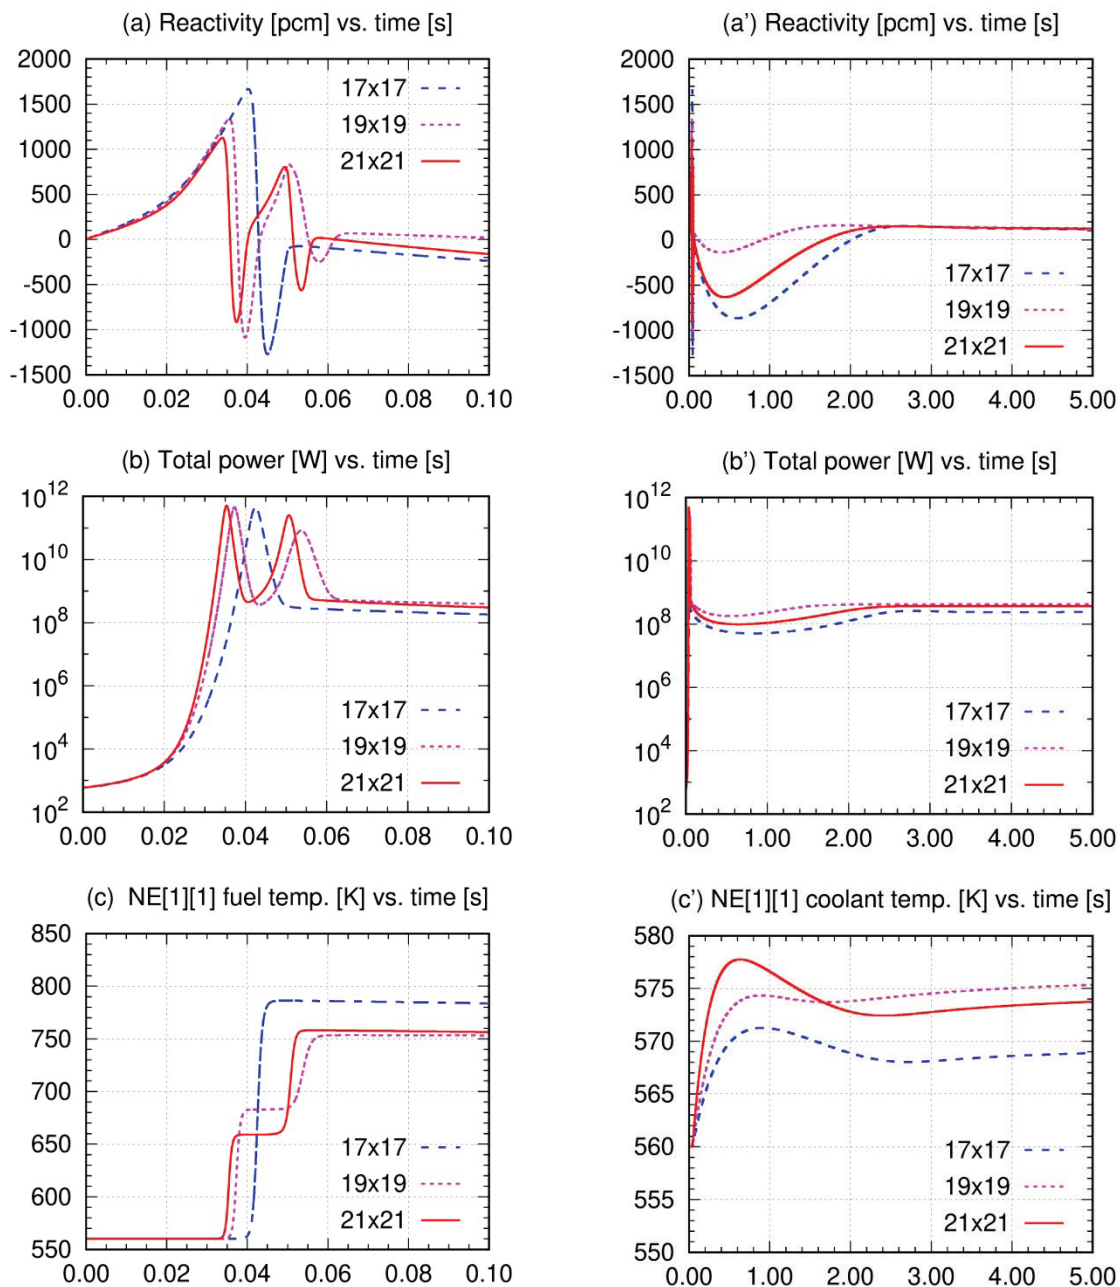 (a) Reactivity [pcm] vs. time [s]
2000
1500
1000
500
0
-500
-1000
-1500
17x17
19x19
21x21
0.00 0.02 0.04 0.06 0.08 0.10
(a') Reactivity [pcm] vs. time [s]
2000
1500
1000
500
0
-500
-1000
-1500
17x17
19x19
21x21
0.00 1.00 2.00 3.00 4.00 5.00
(b) Total power [W] vs. time [s]
10^12
10^10
10^8
10^6
10^4
10^2
17x17
19x19
21x21
0.00 0.02 0.04 0.06 0.08 0.10
(b') Total power [W] vs. time [s]
10^12
10^10
10^8
10^6
10^4
10^2
17x17
19x19
21x21
0.00 1.00 2.00 3.00 4.00 5.00
(c) NE[1][1] fuel temp. [K] vs. time [s]
850
800
750
700
650
600
550
17x17
19x19
21x21
0.00 0.02 0.04 0.06 0.08 0.10
(c') NE[1][1] coolant temp. [K] vs. time [s]
580
575
570
565
560
555
550
17x17
19x19
21x21
0.00 1.00 2.00 3.00 4.00 5.00